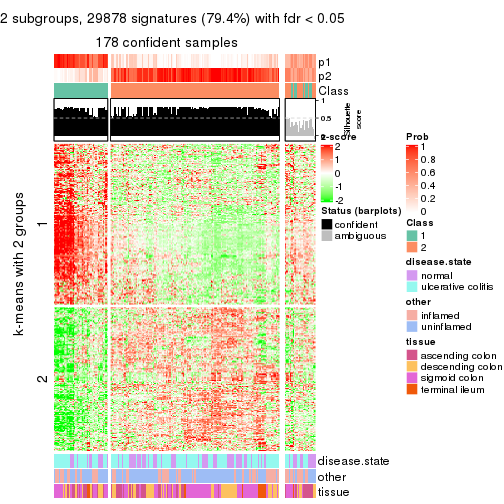 2 subgroups, 29878 signatures (79.4%) with fdr < 0.05
178 confident samples
p1
p2
Class
1
0.5
0
Silhouette
score
k-means with 2 groups
1
2
disease.state
other
tissue
z-score
2
1
0
-1
-2
Status (barplots)
confident
ambiguous
Prob
1
0.8
0.6
0.4
0.2
0
Class
1
2
disease.state
normal
ulcerative colitis
other
inflamed
uninflamed
tissue
ascending colon
descending colon
sigmoid colon
terminal ileum